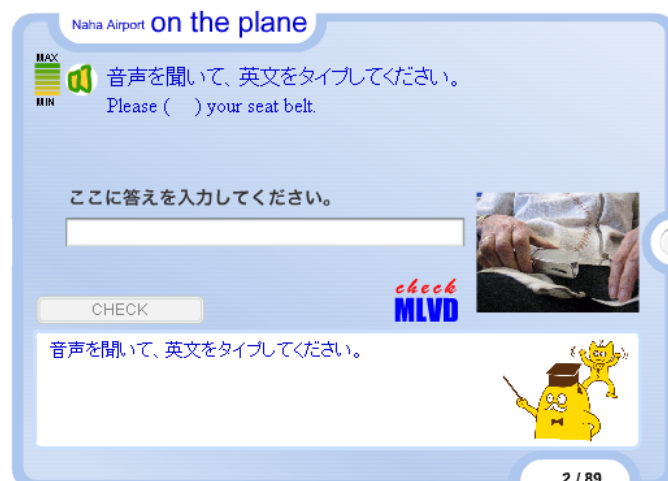 Naha Airport on the plane
MAX
音声を聞いて、英文をタイプしてください。
MIN
Please (    ) your seat belt.
ここに答えを入力してください。
check
MLVD
CHECK
音声を聞いて、英文をタイプしてください。
2 / 89